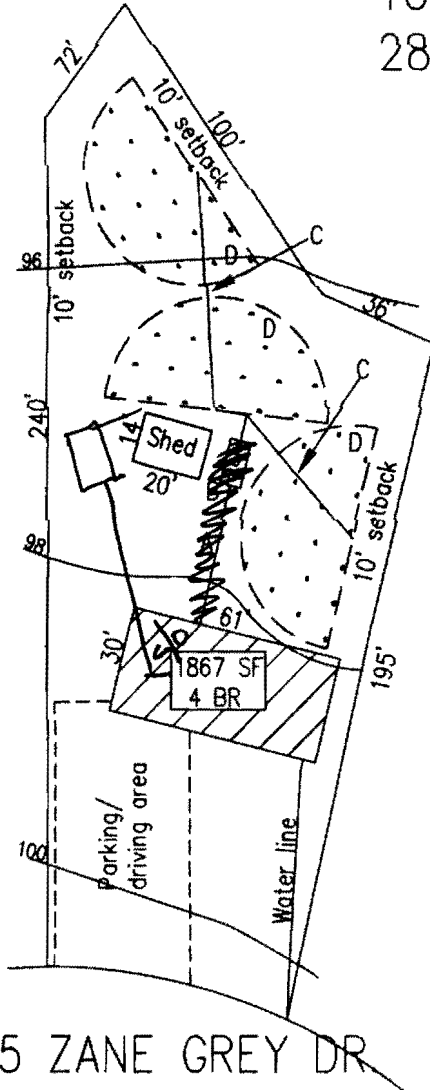 28
72'
10' setback
100'
D
C
96
10' setback
D
36'
C
240'
14
Shed
20'
D
10' setback
98
61
30'
1867 SF
4 BR
195'
Parking/
driving area
100
Water line
5 ZANE GREY DR.